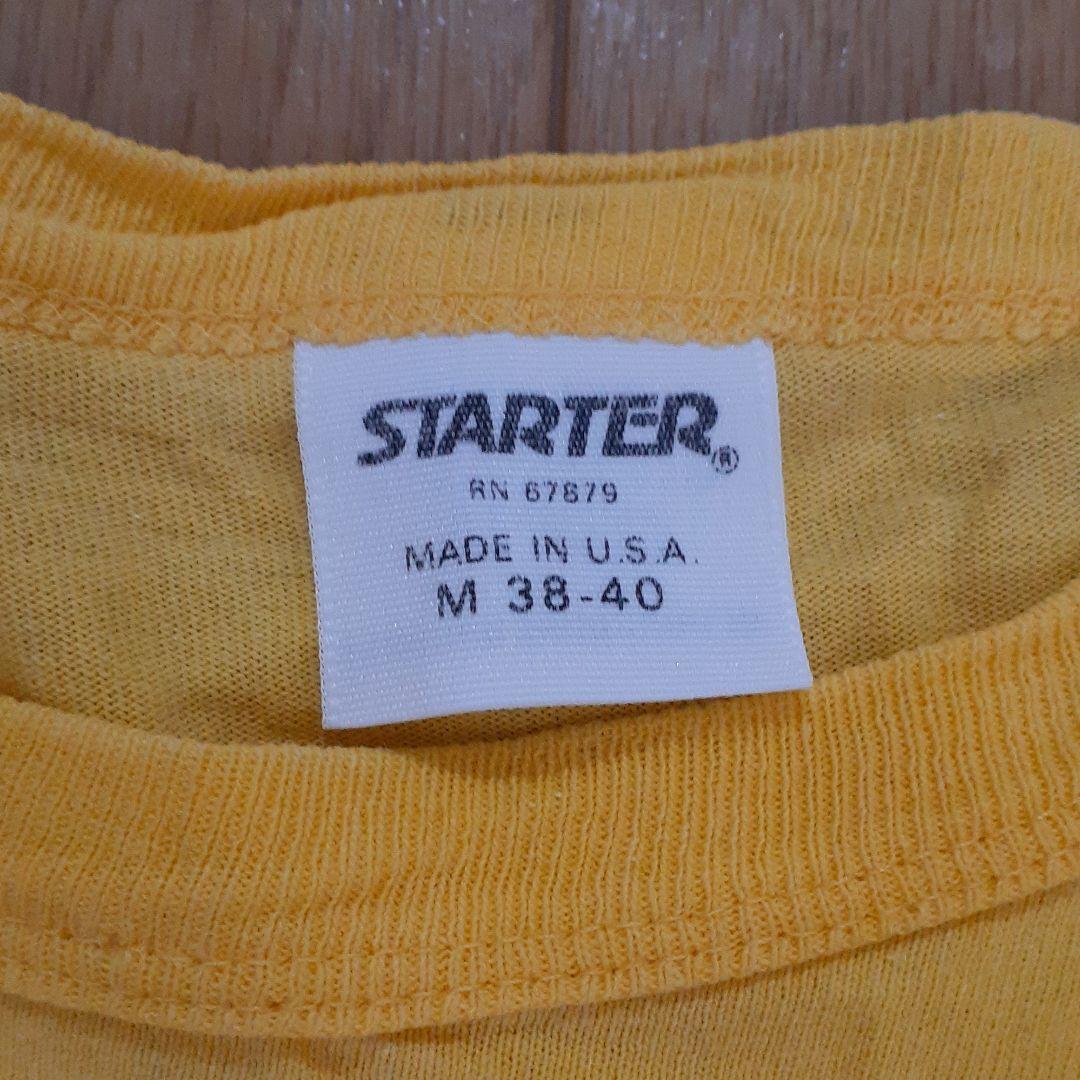 STARTER®
RN 67679
MADE IN U.S.A.
M 38-40